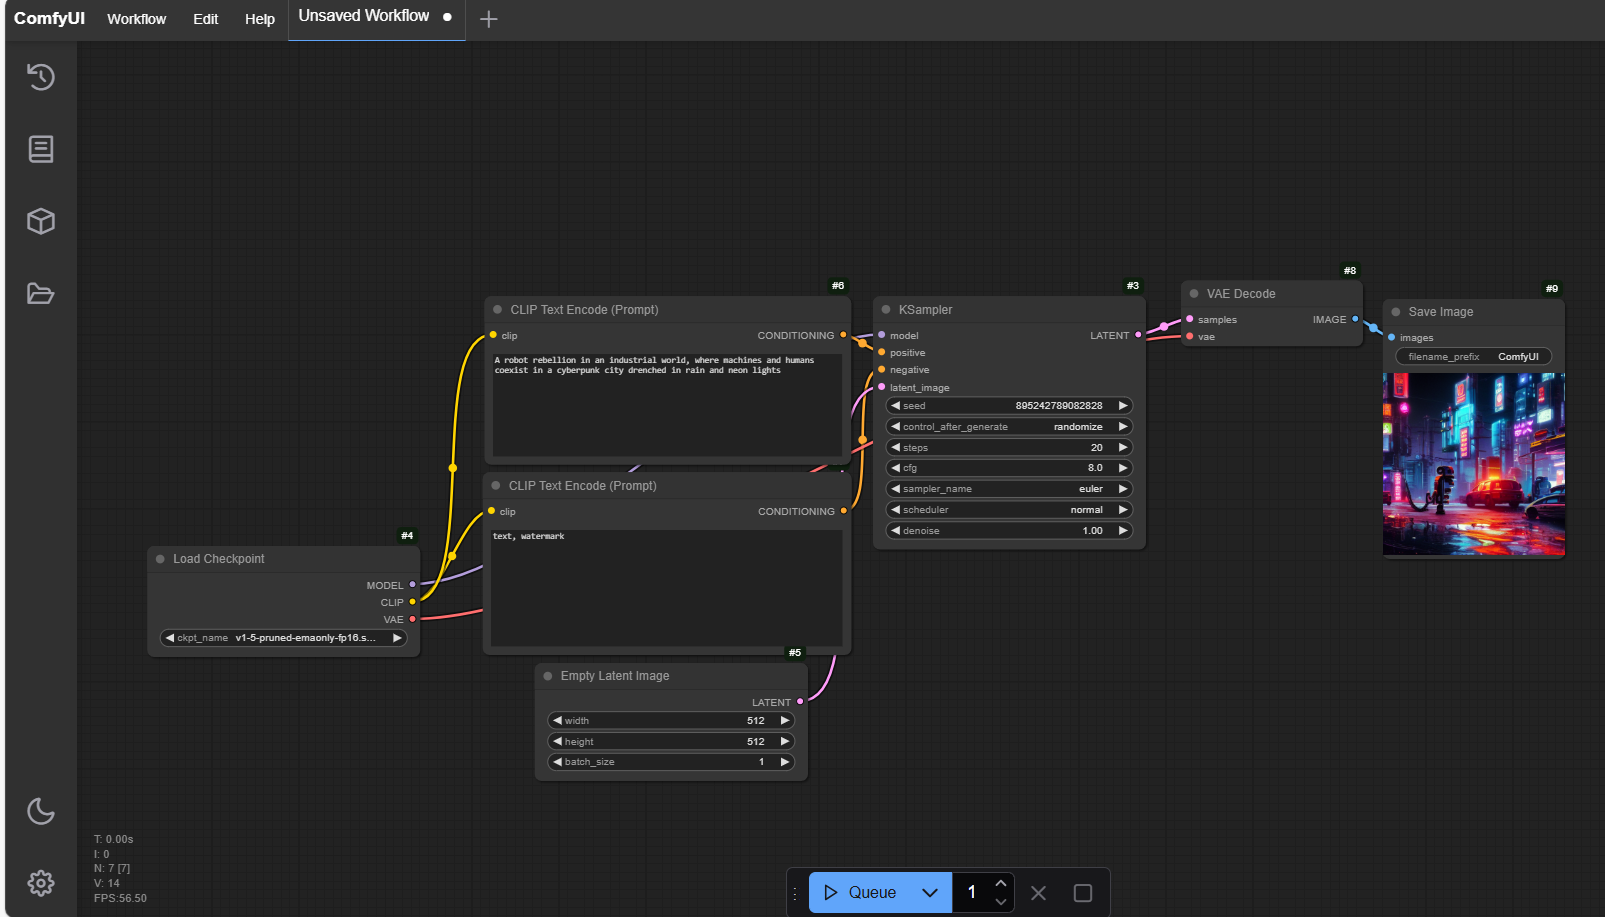 ComfyUI Workflow Edit Help Unsaved Workflow
#6
CLIP Text Encode (Prompt)
clip CONDITIONING
A robot rebellion in an industrial world, where machines and humans
coexist in a cyberpunk city drenched in rain and neon lights
CLIP Text Encode (Prompt)
clip CONDITIONING
text, watermark
#4
Load Checkpoint
MODEL
CLIP
VAE
ckpt_name v1-5-pruned-emaonly-fp16.s...
#5
Empty Latent Image
LATENT
width 512
height 512
batch_size 1
#3
KSampler
model LATENT
positive
negative
latent_image
seed 895242789082828
control_after_generate randomize
steps 20
cfg 8.0
sampler_name euler
scheduler normal
denoise 1.00
#8
VAE Decode
samples IMAGE
vae
#9
Save Image
images
filename_prefix ComfyUI
T: 0.00s
I: 0
N: 7 [7]
V: 14
FPS:56.50
Queue 1